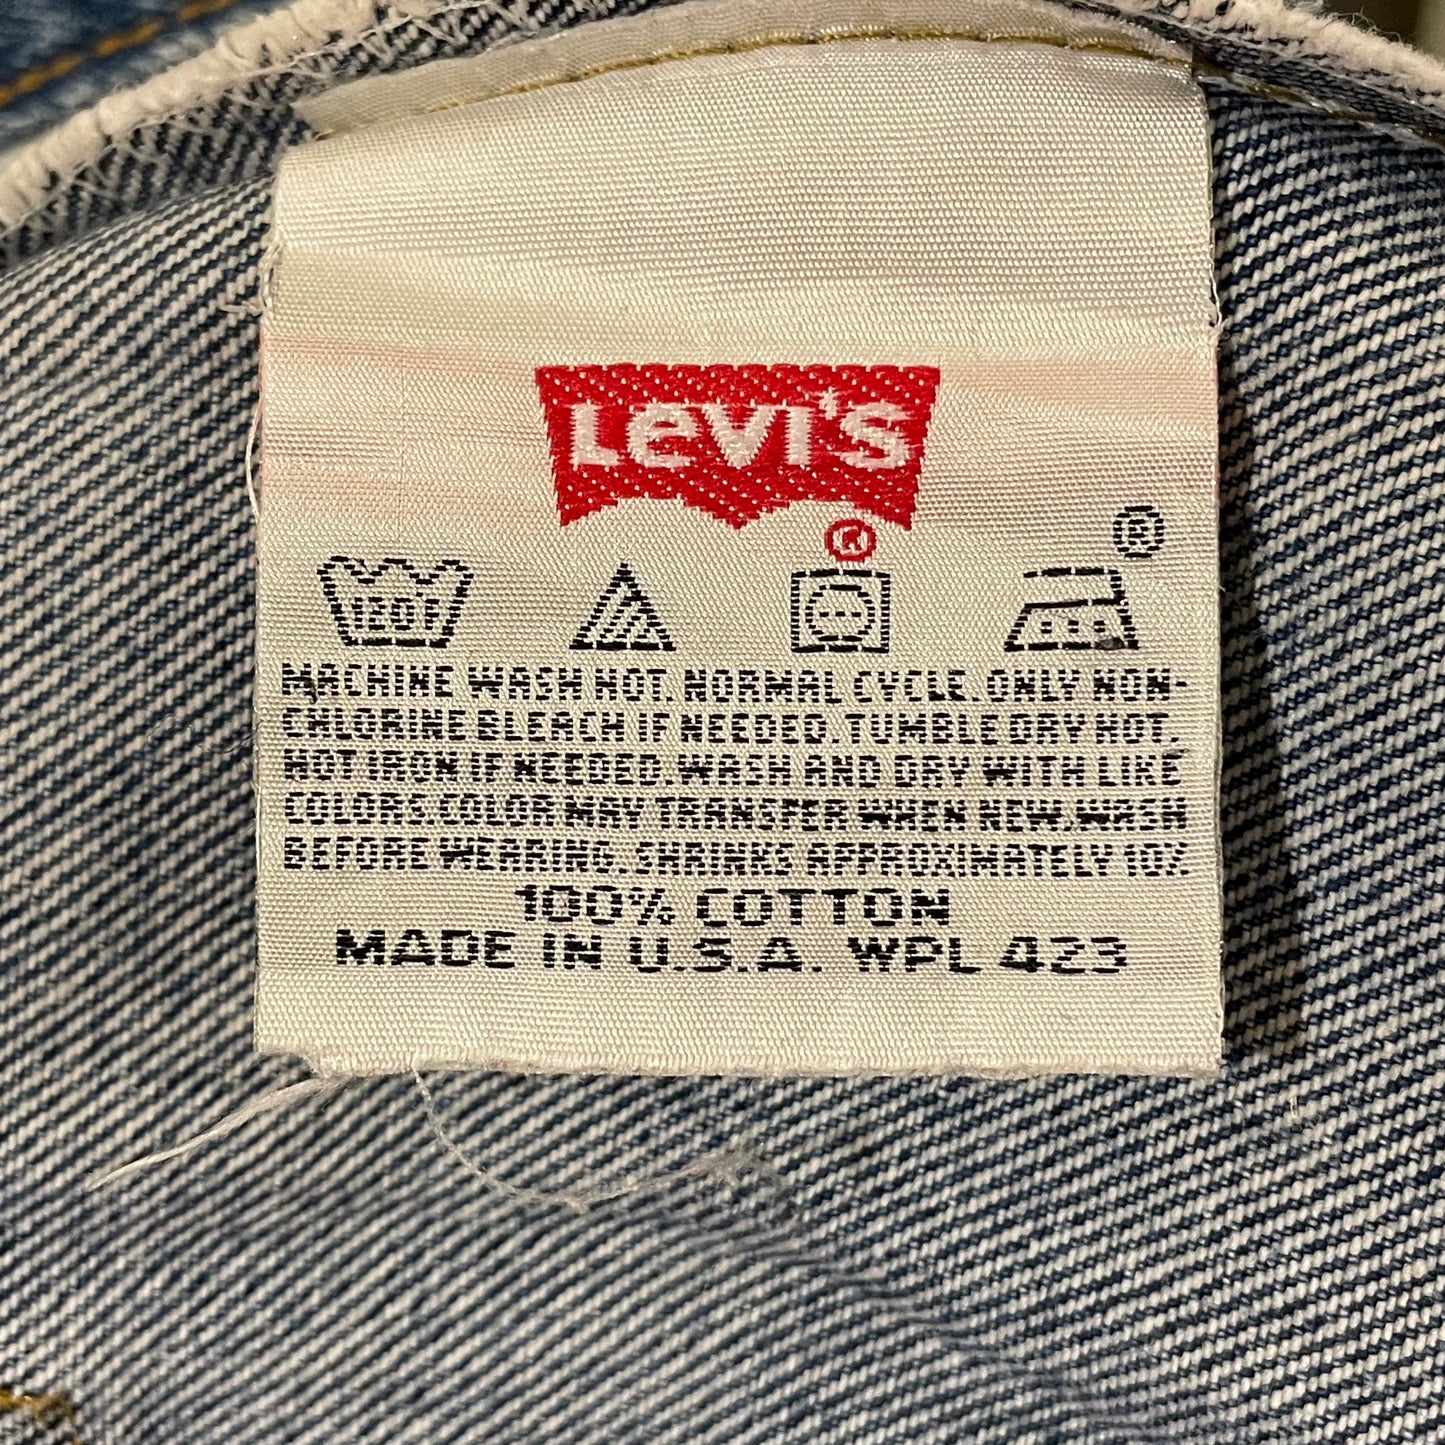 LEVI'S
®
®
120°F
MACHINE WASH HOT. NORMAL CYCLE. ONLY NON-
CHLORINE BLEACH IF NEEDED. TUMBLE DRY HOT.
HOT IRON IF NEEDED. WASH AND DRY WITH LIKE
COLORS. COLOR MAY TRANSFER WHEN NEW. WASH
BEFORE WEARING. SHRINKS APPROXIMATELY 10%.
100% COTTON
MADE IN U.S.A. WPL 423